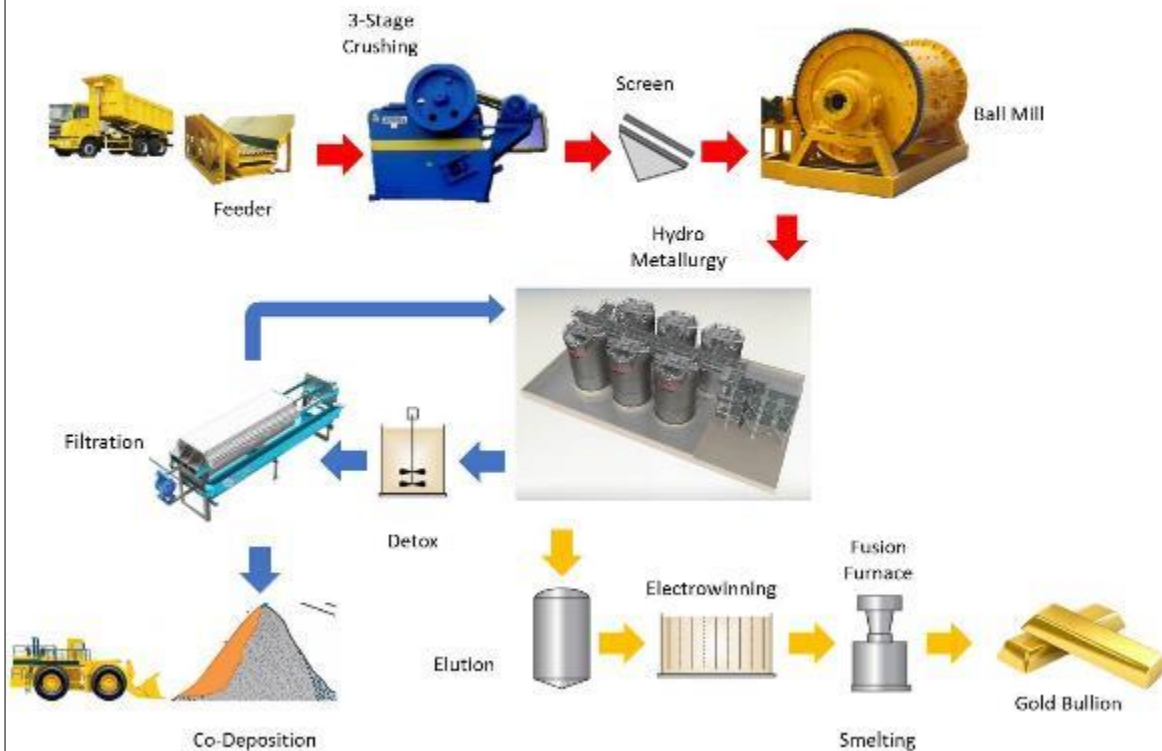 3-Stage
Crushing
Screen
Ball Mill
Feeder
Hydro
Metallurgy
Filtration
Detox
Fusion
Furnace
Electrowinning
Elution
Gold Bullion
Co-Deposition
Smelting